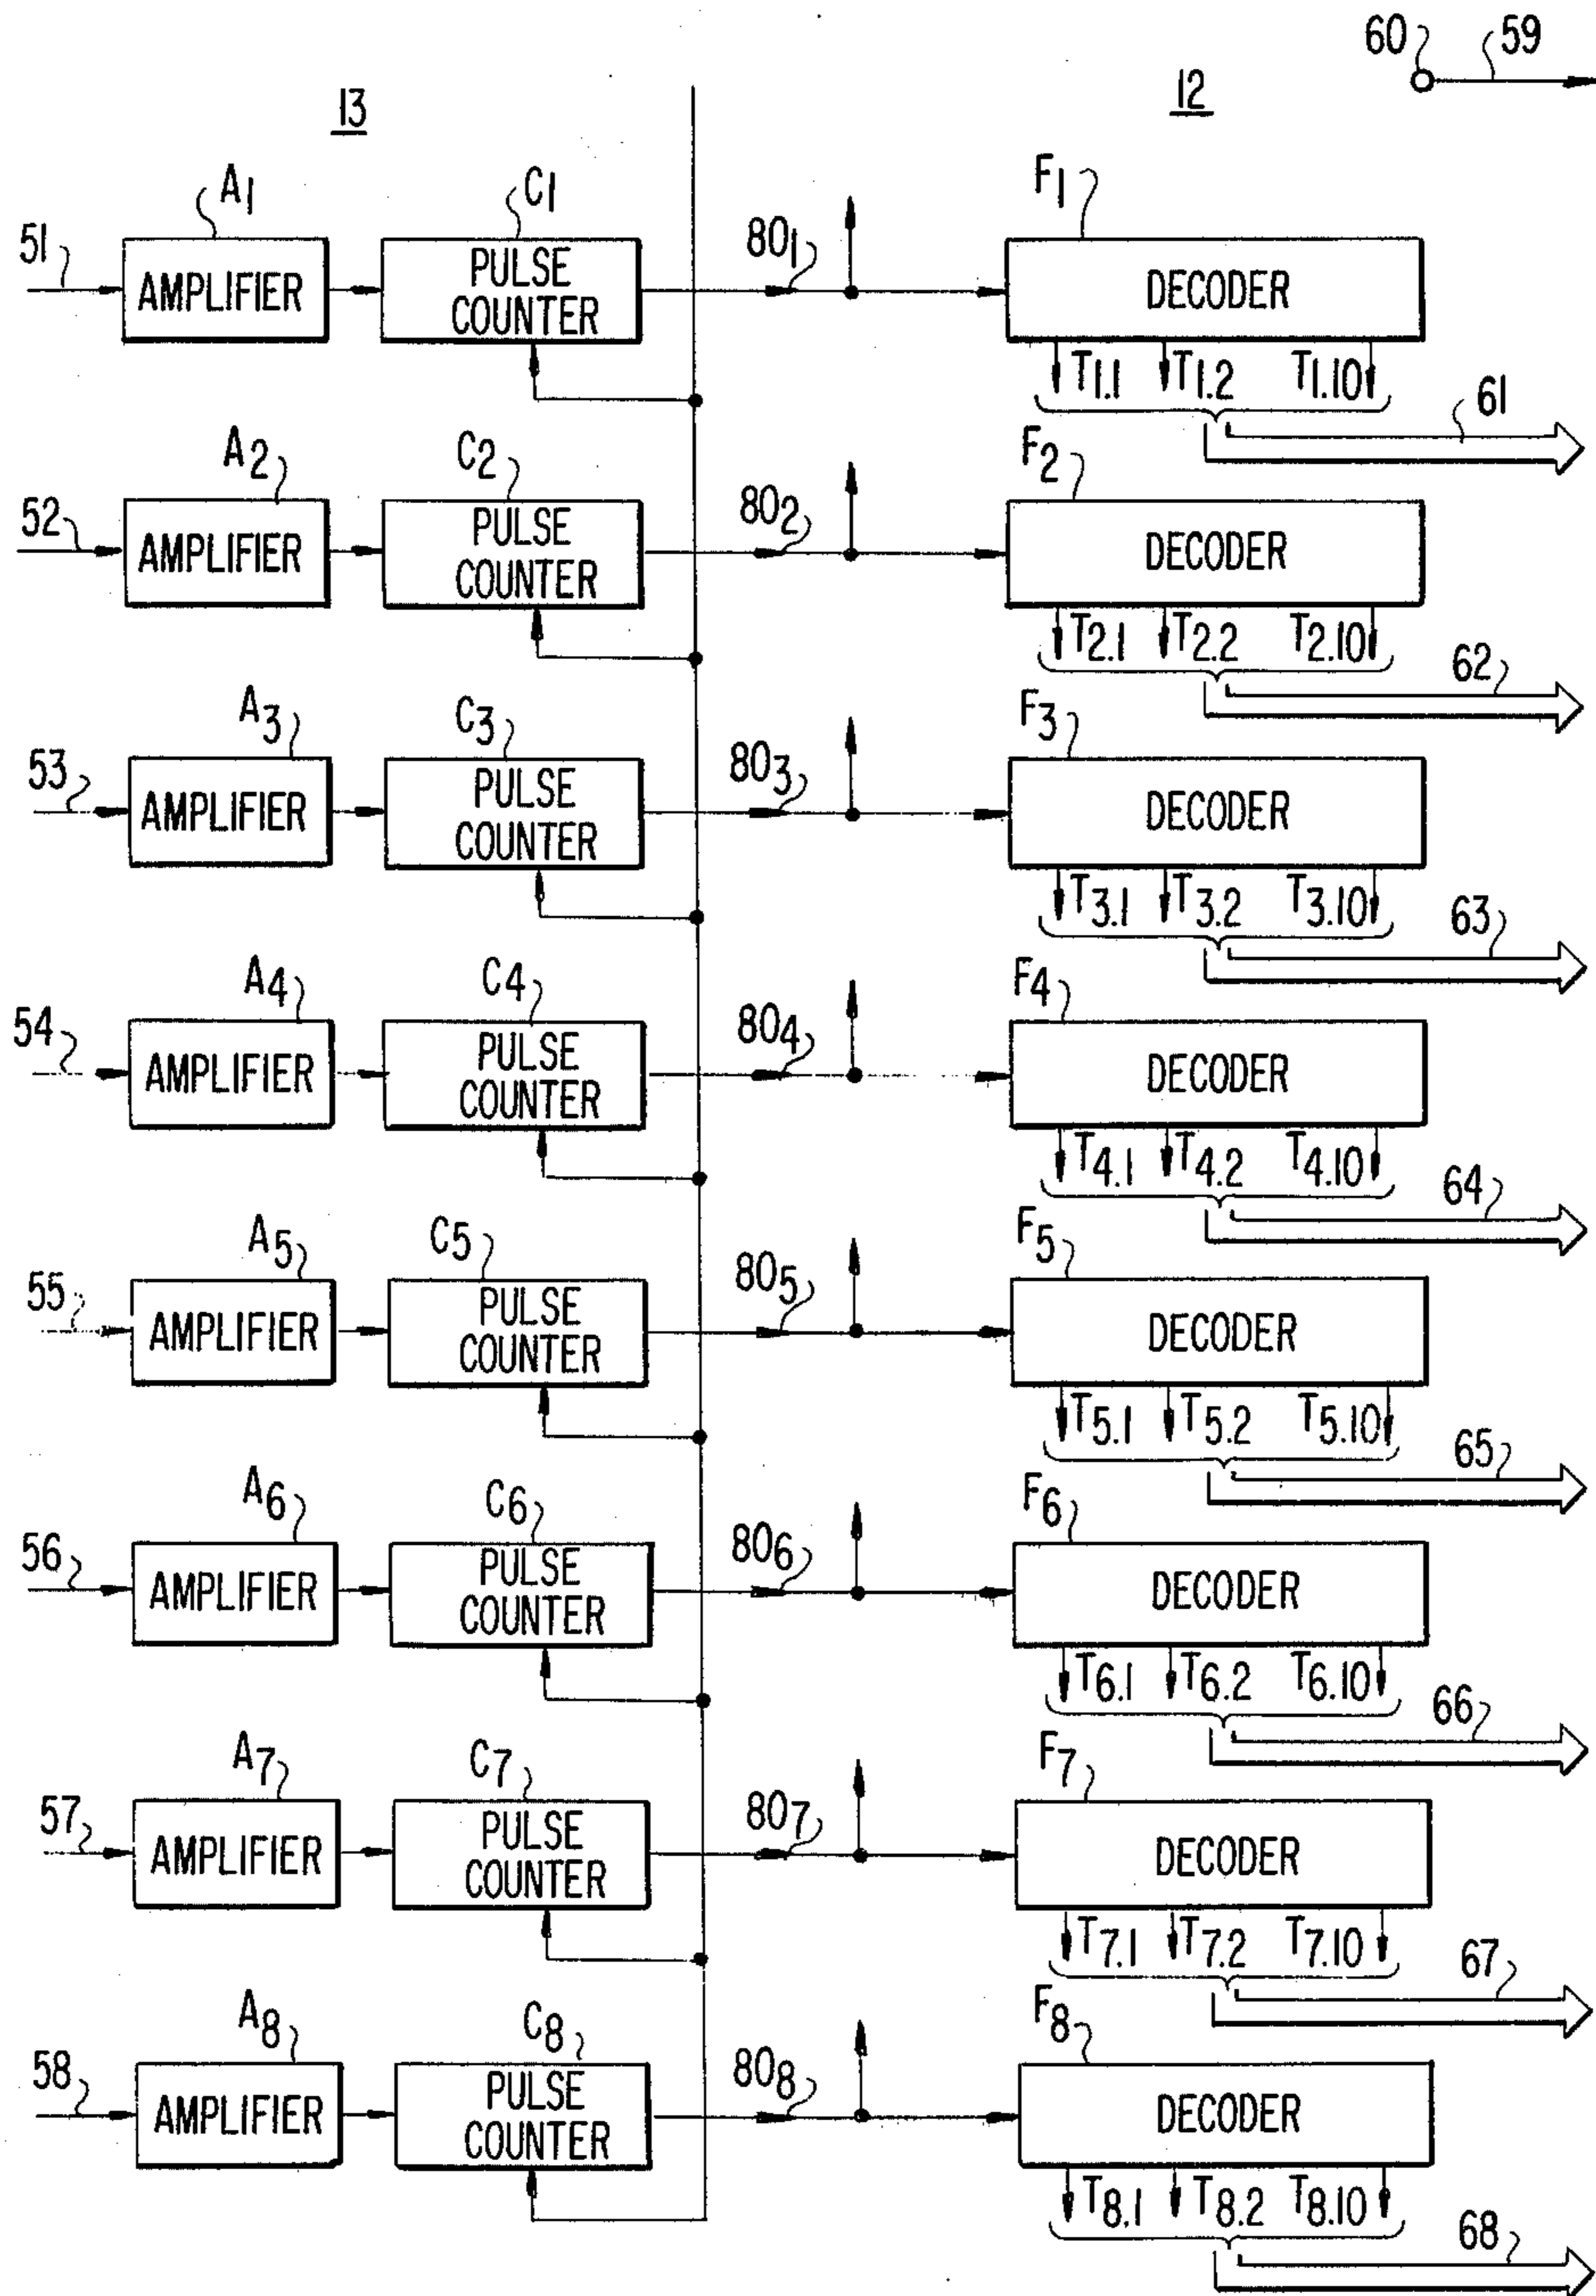 60 59
13 12
A1 C1 F1
51 AMPLIFIER PULSE COUNTER 801 DECODER
T1.1 T1.2 T1.10
61
A2 C2 F2
52 AMPLIFIER PULSE COUNTER 802 DECODER
T2.1 T2.2 T2.10
62
A3 C3 F3
53 AMPLIFIER PULSE COUNTER 803 DECODER
T3.1 T3.2 T3.10
63
A4 C4 F4
54 AMPLIFIER PULSE COUNTER 804 DECODER
T4.1 T4.2 T4.10
64
A5 C5 F5
55 AMPLIFIER PULSE COUNTER 805 DECODER
T5.1 T5.2 T5.10
65
A6 C6 F6
56 AMPLIFIER PULSE COUNTER 806 DECODER
T6.1 T6.2 T6.10
66
A7 C7 F7
57 AMPLIFIER PULSE COUNTER 807 DECODER
T7.1 T7.2 T7.10
67
A8 C8 F8
58 AMPLIFIER PULSE COUNTER 808 DECODER
T8.1 T8.2 T8.10
68